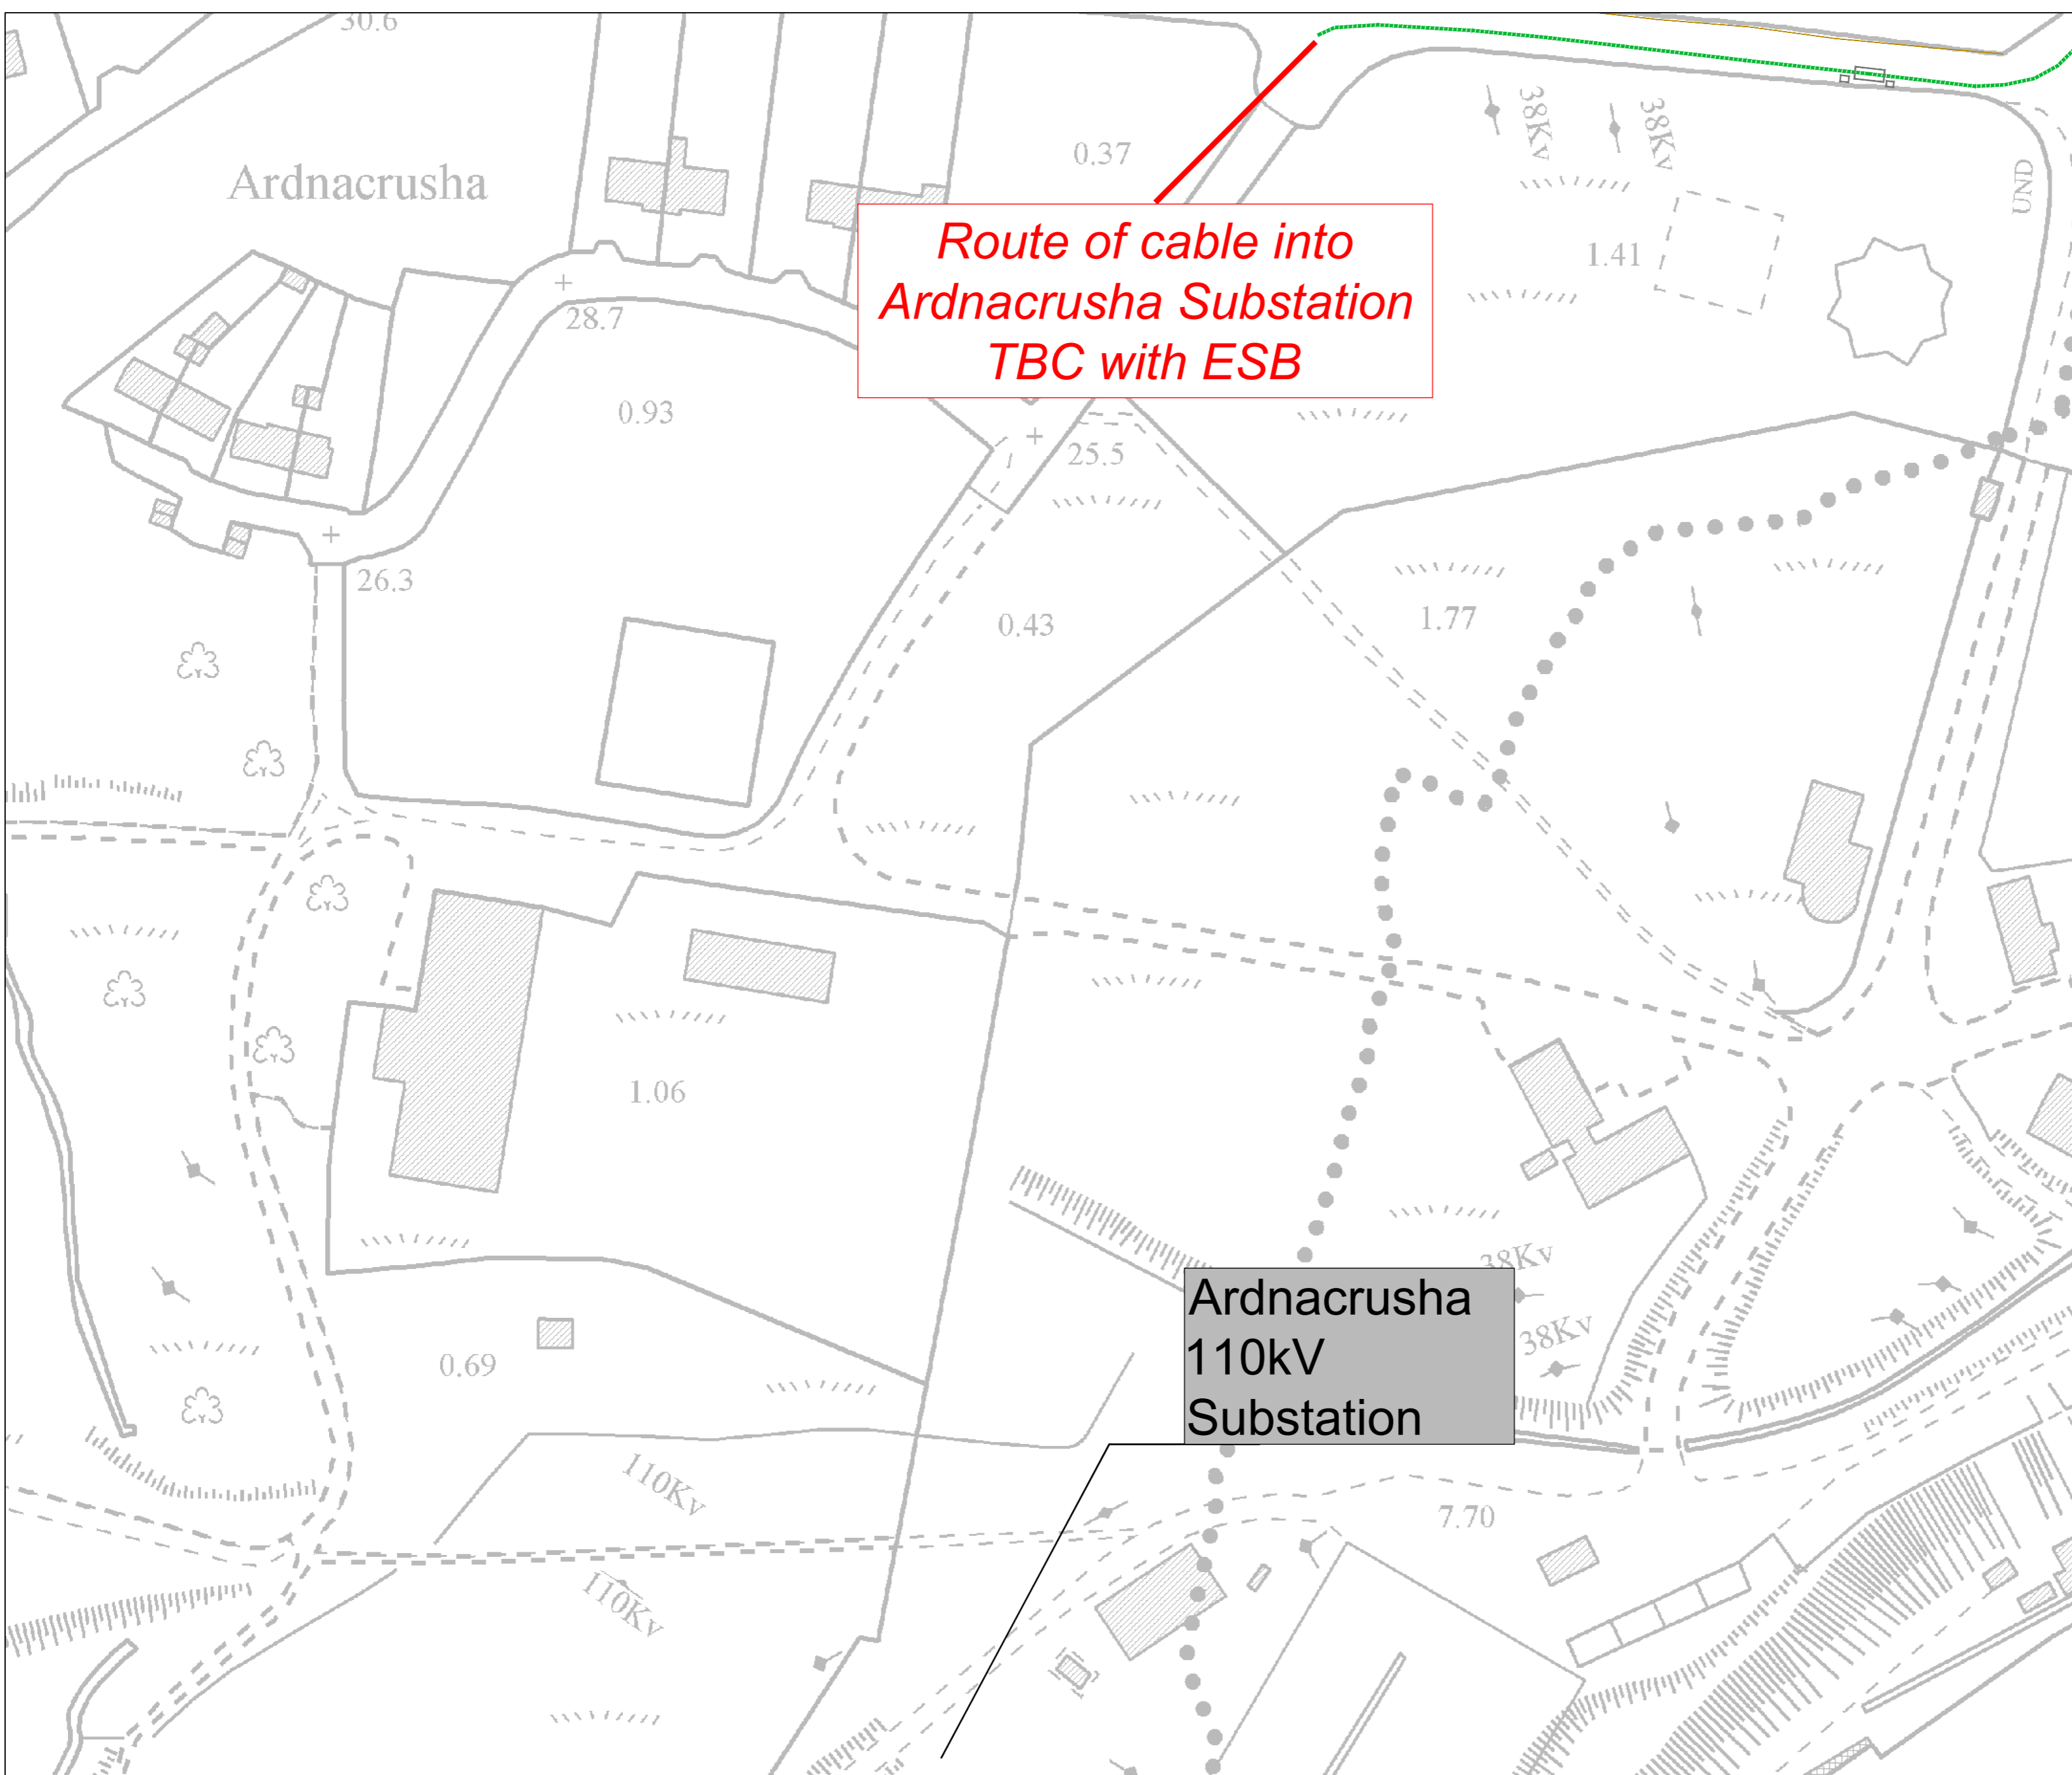 30.6
Ardnacrusha
0.37
38Kv
38Kv
UND
Route of cable into
Ardnacrusha Substation
TBC with ESB
1.41
28.7
0.93
25.5
26.3
0.43
1.77
1.06
38Kv
Ardnacrusha
110kV
Substation
38Kv
0.69
110Kv
7.70
110Kv